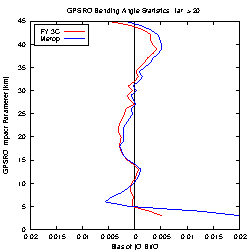 GPSRO Bending Angle Statistics lat > 20
FY 3C
Metop
GPSRO Impact Parameter (km)
45
40
35
30
25
20
15
10
5
0
0.02 0.015 0.01 0.005 0 0.005 0.01 0.015 0.02
Bias of (O B)/O